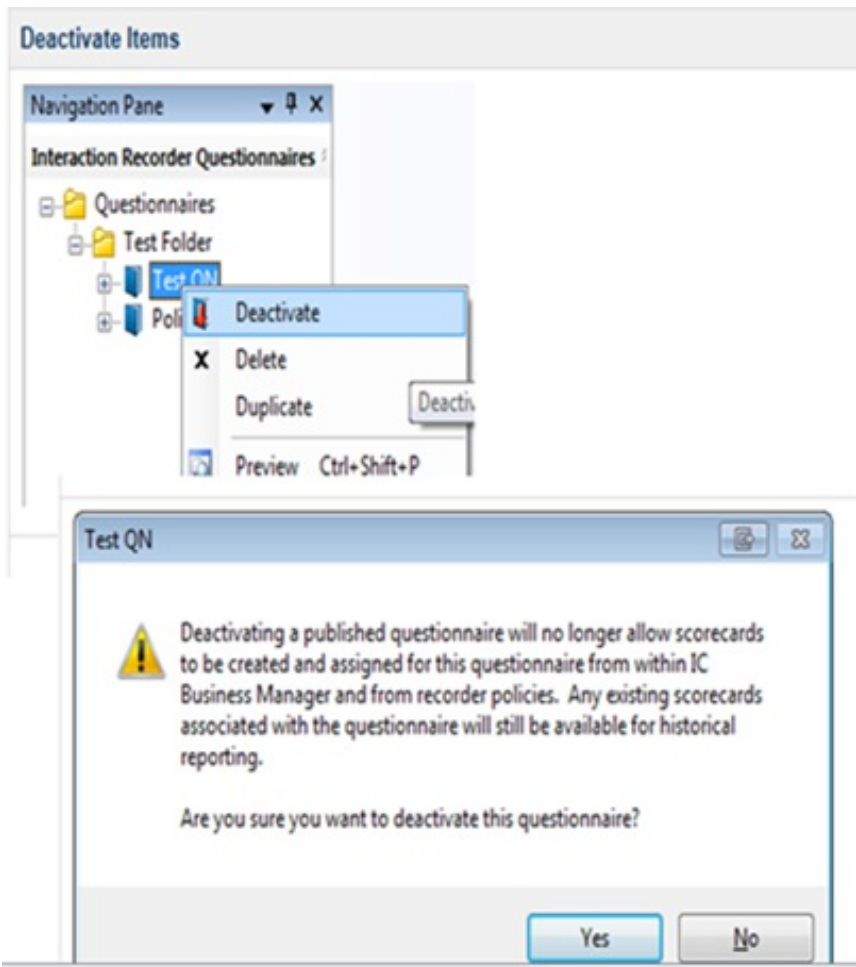 Deactivate Items
Navigation Pane
Interaction Recorder Questionnaires
Questionnaires
Test Folder
Test QN
Poli
Deactivate
Delete
Duplicate
Deactiv
Preview Ctrl+Shift+P
Test QN
Deactivating a published questionnaire will no longer allow scorecards
to be created and assigned for this questionnaire from within IC
Business Manager and from recorder policies. Any existing scorecards
associated with the questionnaire will still be available for historical
reporting.
Are you sure you want to deactivate this questionnaire?
Yes No